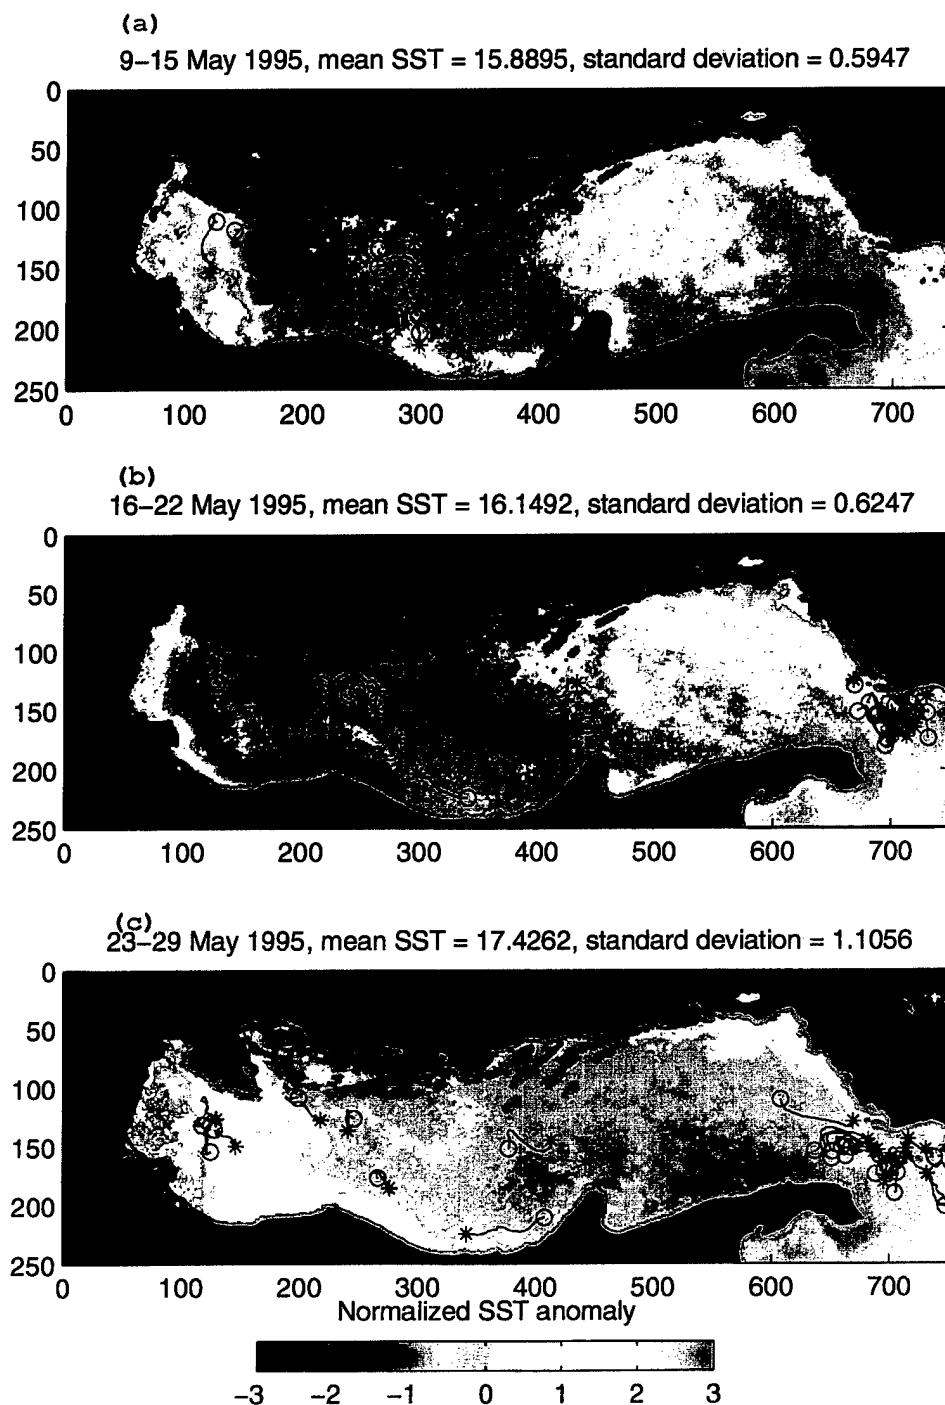 (a)
9–15 May 1995, mean SST = 15.8895, standard deviation = 0.5947
0
50
100
150
200
250
0 100 200 300 400 500 600 700
(b)
16–22 May 1995, mean SST = 16.1492, standard deviation = 0.6247
0
50
100
150
200
250
0 100 200 300 400 500 600 700
(c)
23–29 May 1995, mean SST = 17.4262, standard deviation = 1.1056
0
50
100
150
200
250
0 100 200 300 400 500 600 700
Normalized SST anomaly
−3 −2 −1 0 1 2 3